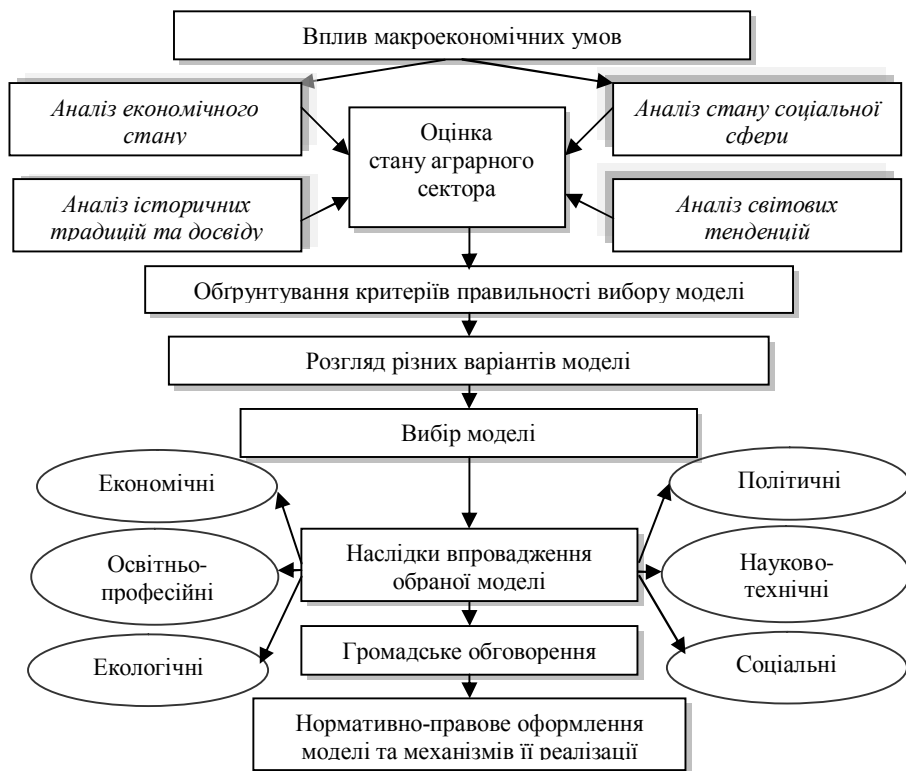 Вплив макроекономічних умов
Аналіз економічного
стану
Аналіз стану соціальної
сфери
Оцінка
стану аграрного
сектора
Аналіз історичних
традицій та досвіду
Аналіз світових
тенденцій
Обґрунтування критеріїв правильності вибору моделі
Розгляд різних варіантів моделі
Вибір моделі
Економічні
Політичні
Освітньо-
професійні
Наслідки впровадження
обраної моделі
Науково-
технічні
Екологічні
Громадське обговорення
Соціальні
Нормативно-правове оформлення
моделі та механізмів її реалізації